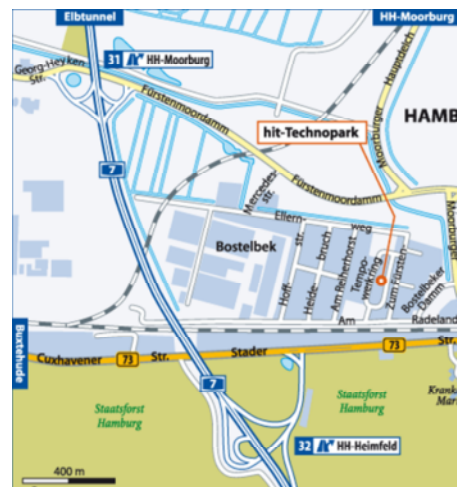 Elbtunnel
HH-Moorburg
31 HH-Moorburg
Georg-Heyken
Str.
Fürstenmoordamm
Moorburger
Hauptdeich
HAMB
hit-Technopark
7
Mercedes-
str.
Fürstenmoordamm
Ellern-
weg
Bostelbek
Hoff-
str.
Heide-
bruch
Am Reiherhorst
Tempo-
werkring
Zum Fürsten
Bostelbeker
Damm
Am
Radeland
Buxtehude
Cuxhavener
73
Str.
Stader
73
Str.
7
Staatsforst
Hamburg
Staatsforst
Hamburg
Krank
Mar
32 HH-Heimfeld
400 m